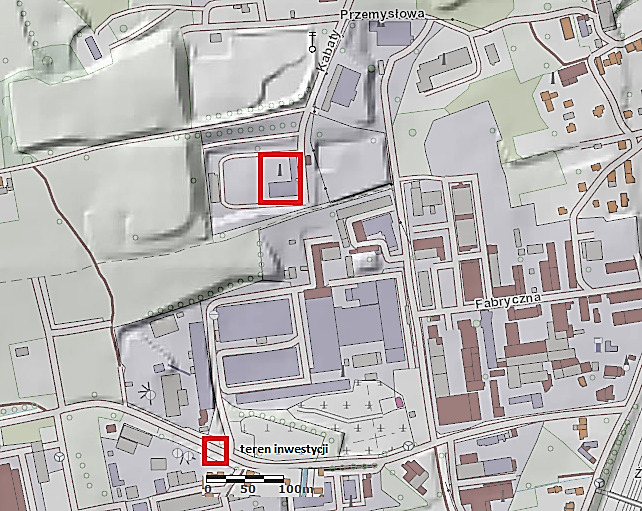 Przemysłowa
Kabaty
Fabryczna
teren inwestycji
0 50 100m